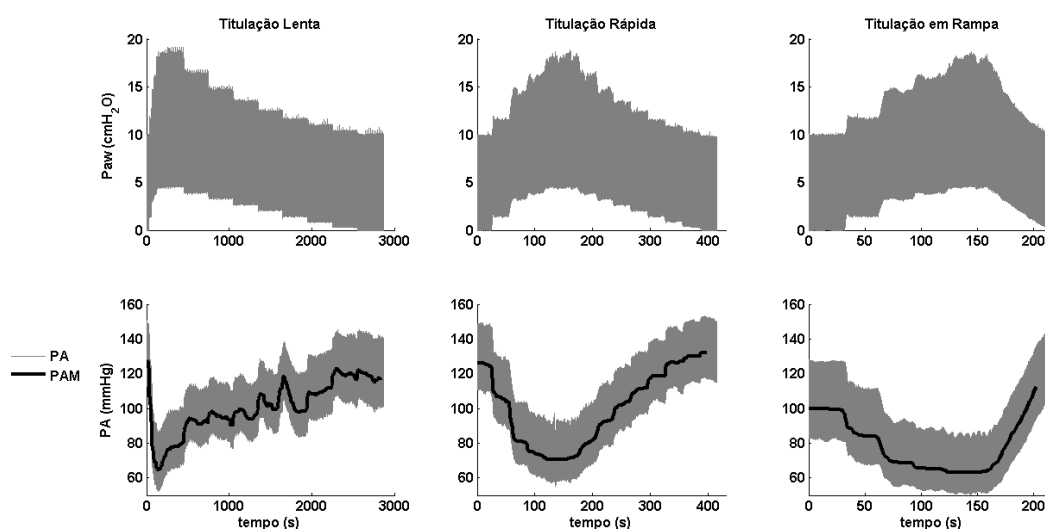 Titulação Lenta
Titulação Rápida
Titulação em Rampa
Paw (cmH2O)
20
15
10
5
0
0 1000 2000 3000
20
15
10
5
0
0 100 200 300 400
20
15
10
5
0
0 50 100 150 200
PA
PAM
PA (mmHg)
160
140
120
100
80
60
0 1000 2000 3000
tempo (s)
160
140
120
100
80
60
0 100 200 300 400
tempo (s)
160
140
120
100
80
60
0 50 100 150 200
tempo (s)